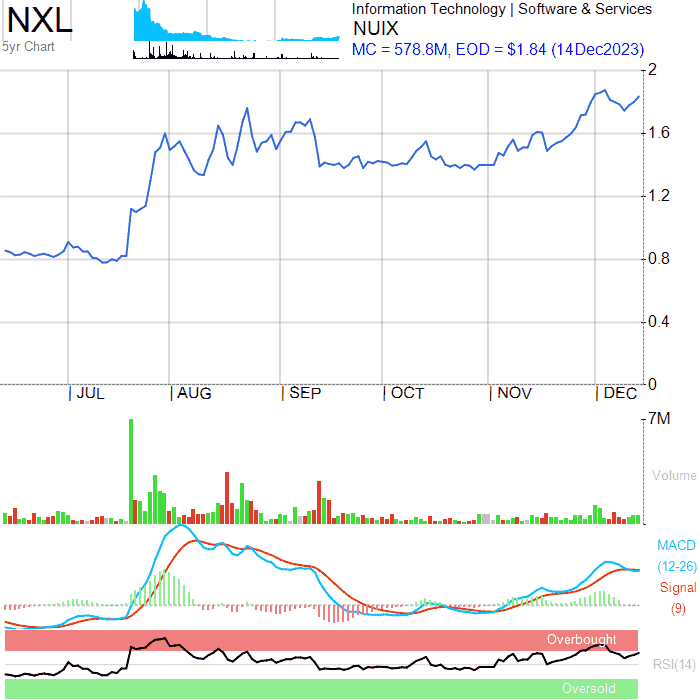 NXL
5yr Chart
Information Technology | Software & Services
NUIX
MC = 578.8M, EOD = $1.84 (14Dec2023)
2
1.6
1.2
0.8
0.4
0
| JUL | AUG | SEP | OCT | NOV | DEC
7M
Volume
MACD
(12-26)
Signal
(9)
Overbought
RSI(14)
Oversold